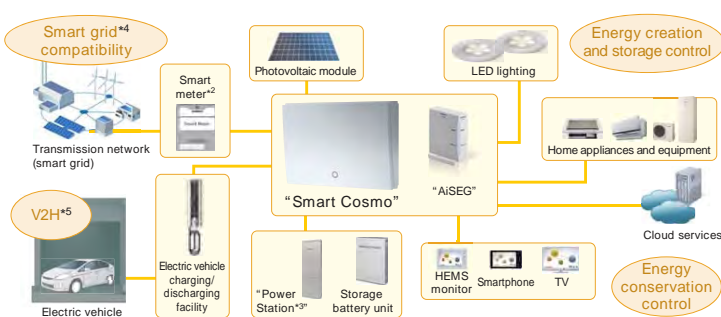 Smart grid*4
compatibility
Transmission network
(smart grid)
Smart
meter*2
Photovoltaic module
LED lighting
Energy creation
and storage control
"Smart Cosmo"
"AiSEG"
Home appliances and equipment
Cloud services
V2H*5
Electric vehicle
Electric vehicle
charging/
discharging
facility
"Power
Station*3"
Storage
battery unit
HEMS
monitor
Smartphone
TV
Energy
conservation
control